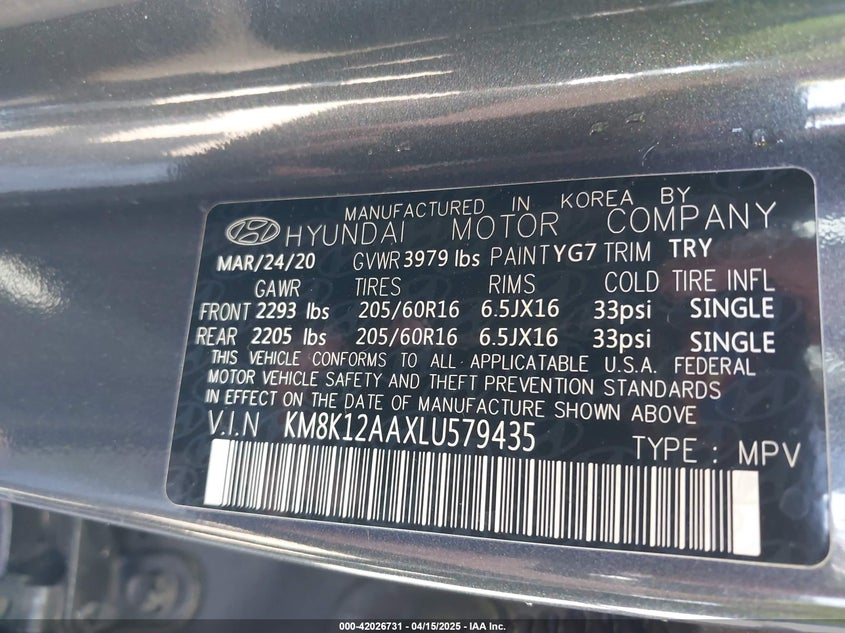 MANUFACTURED IN KOREA BY
HYUNDAI MOTOR COMPANY
MAR/24/20 GVWR 3979 lbs PAINT YG7 TRIM TRY
GAWR TIRES RIMS COLD TIRE INFL
FRONT 2293 lbs 205/60R16 6.5JX16 33psi SINGLE
REAR 2205 lbs 205/60R16 6.5JX16 33psi SINGLE
THIS VEHICLE CONFORMS TO ALL APPLICATABLE U.S.A. FEDERAL
MOTOR VEHICLE SAFETY AND THEFT PREVENTION STANDARDS
IN EFFECT ON THE DATE OF MANUFACTURE SHOWN ABOVE
V.I.N KM8K12AAXLU579435
TYPE : MPV
000-42026731 - 04/15/2025 - IAA Inc.